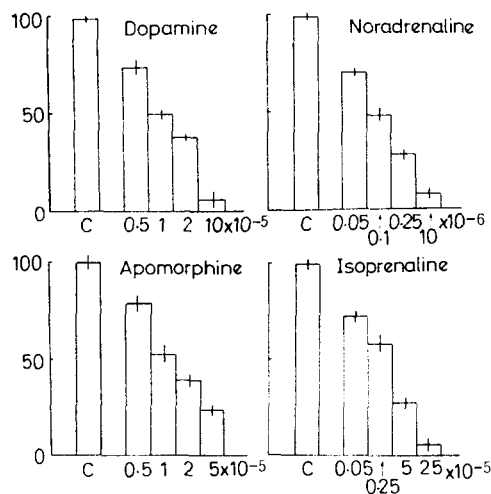 Dopamine
100
50
0
C 0.5 1 2 10x10-5
Noradrenaline
C 0.05 0.25 x10-6
0.1 10
Apomorphine
100
50
0
C 0.5 1 2 5x10-5
Isoprenaline
C 0.05 5 25 x10-5
0.25